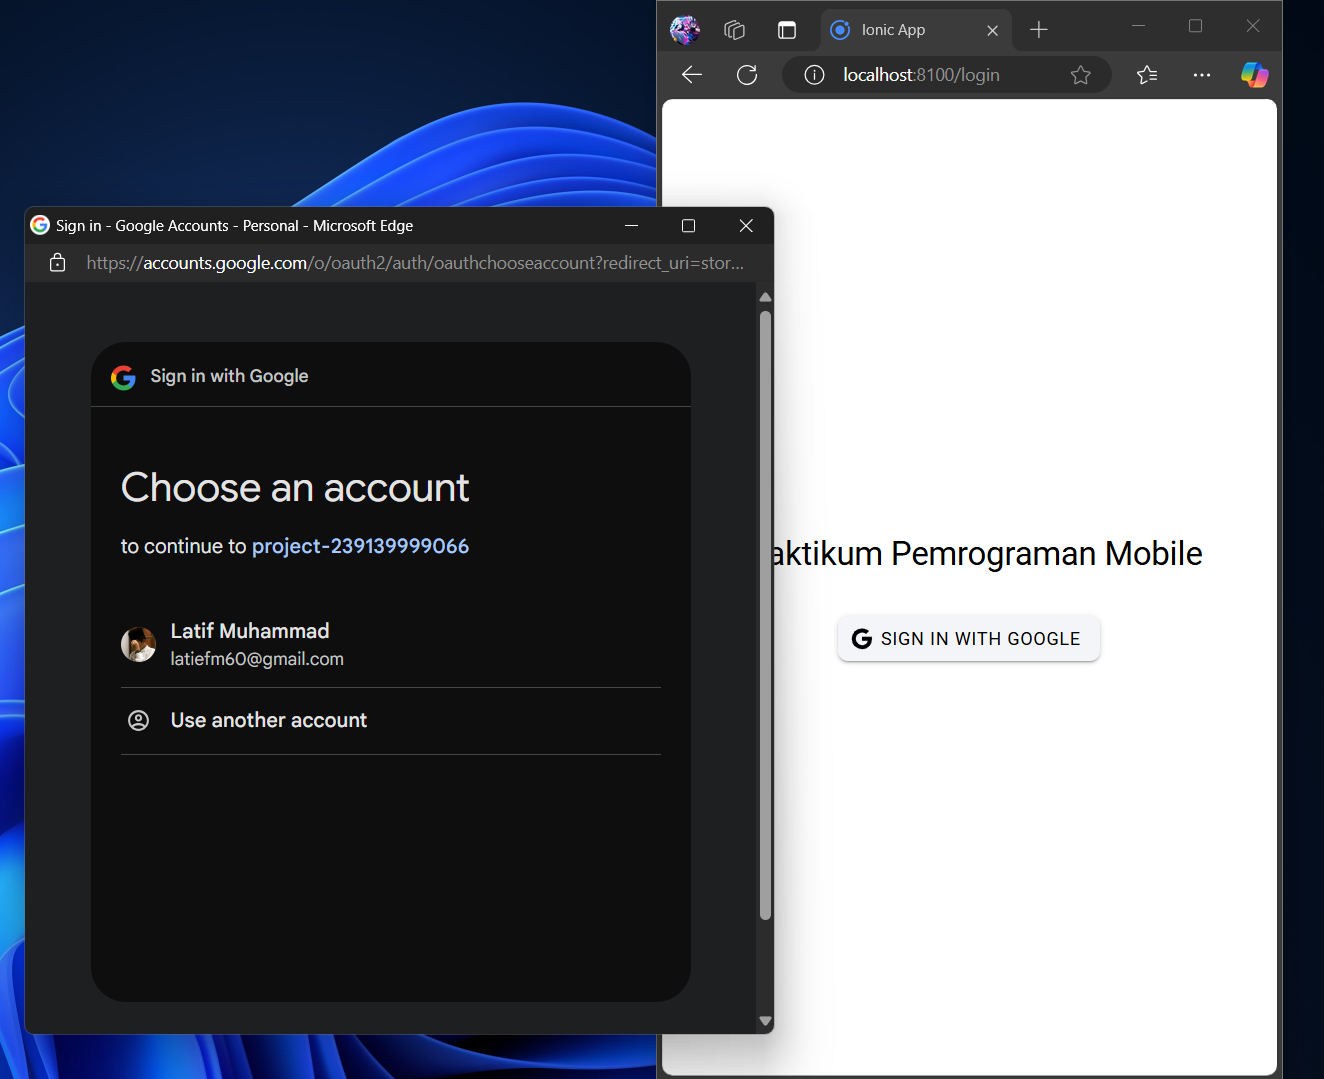 Ionic App
localhost:8100/login
Sign in - Google Accounts - Personal - Microsoft Edge
https://accounts.google.com/o/oauth2/auth/oauthchooseaccount?redirect_uri=stor...
Sign in with Google
Choose an account
to continue to project-239139999066
Latif Muhammad
latiefm60@gmail.com
Use another account
aktikum Pemrograman Mobile
SIGN IN WITH GOOGLE